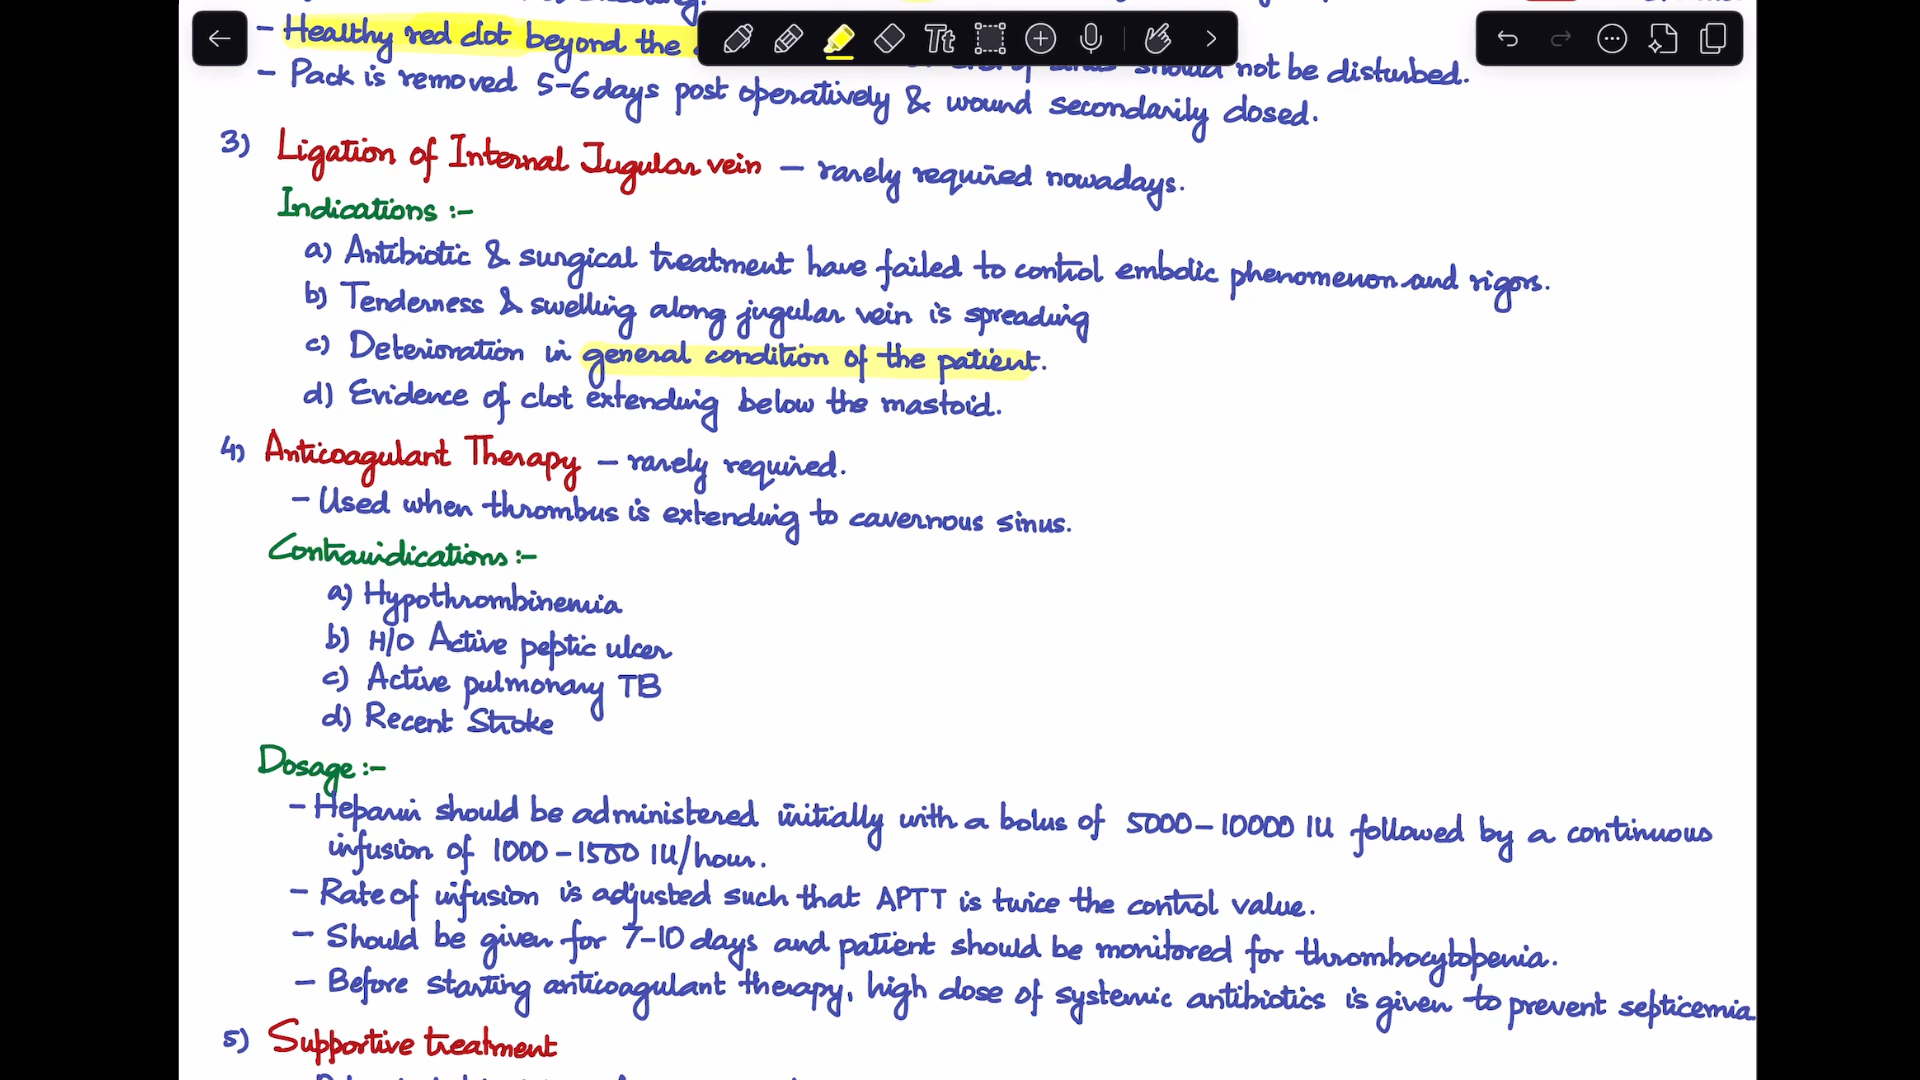 - Healthy red clot beyond the
Tt
should not be disturbed.
- Pack is removed 5-6 days post operatively & wound secondarily closed.
3) Ligation of Internal Jugular vein - rarely required nowadays.
Indications :-
a) Antibiotic & surgical treatment have failed to control embolic phenomenon and rigors.
b) Tenderness & swelling along jugular vein is spreading
c) Deterioration in general condition of the patient.
d) Evidence of clot extending below the mastoid.
4) Anticoagulant Therapy - rarely required.
- Used when thrombus is extending to cavernous sinus.
Contraindications :-
a) Hypothrombinemia
b) H/O Active peptic ulcer
c) Active pulmonary TB
d) Recent Stroke
Dosage :-
- Heparin should be administered initially with a bolus of 5000-10000 IU followed by a continuous
infusion of 1000-1500 IU/hour.
- Rate of infusion is adjusted such that APTT is twice the control value.
- Should be given for 7-10 days and patient should be monitored for thrombocytopenia.
- Before starting anticoagulant therapy, high dose of systemic antibiotics is given to prevent septicemia
5) Supportive treatment